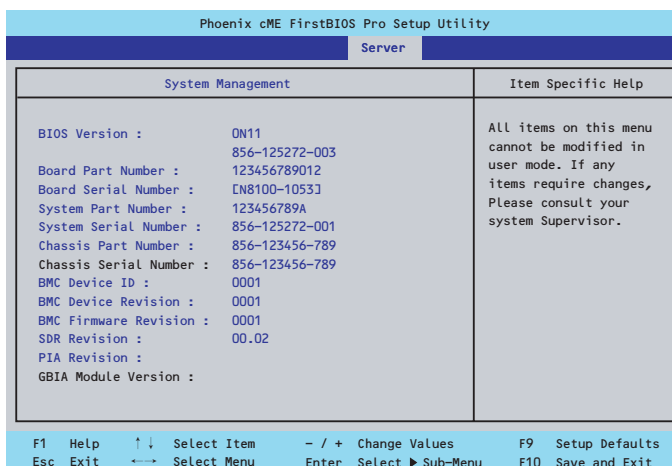 Phoenix cME FirstBIOS Pro Setup Utility
Server
System Management
Item Specific Help
BIOS Version : 0N11
856-125272-003
Board Part Number : 123456789012
Board Serial Number : [N8100-1053]
System Part Number : 123456789A
System Serial Number : 856-125272-001
Chassis Part Number : 856-123456-789
Chassis Serial Number : 856-123456-789
BMC Device ID : 0001
BMC Device Revision : 0001
BMC Firmware Revision : 0001
SDR Revision : 00.02
PIA Revision :
GBIA Module Version :
All items on this menu
cannot be modified in
user mode. If any
items require changes,
Please consult your
system Supervisor.
F1 Help ↑↓ Select Item - / + Change Values F9 Setup Defaults
Esc Exit ←→ Select Menu Enter Select ▶ Sub-Menu F10 Save and Exit